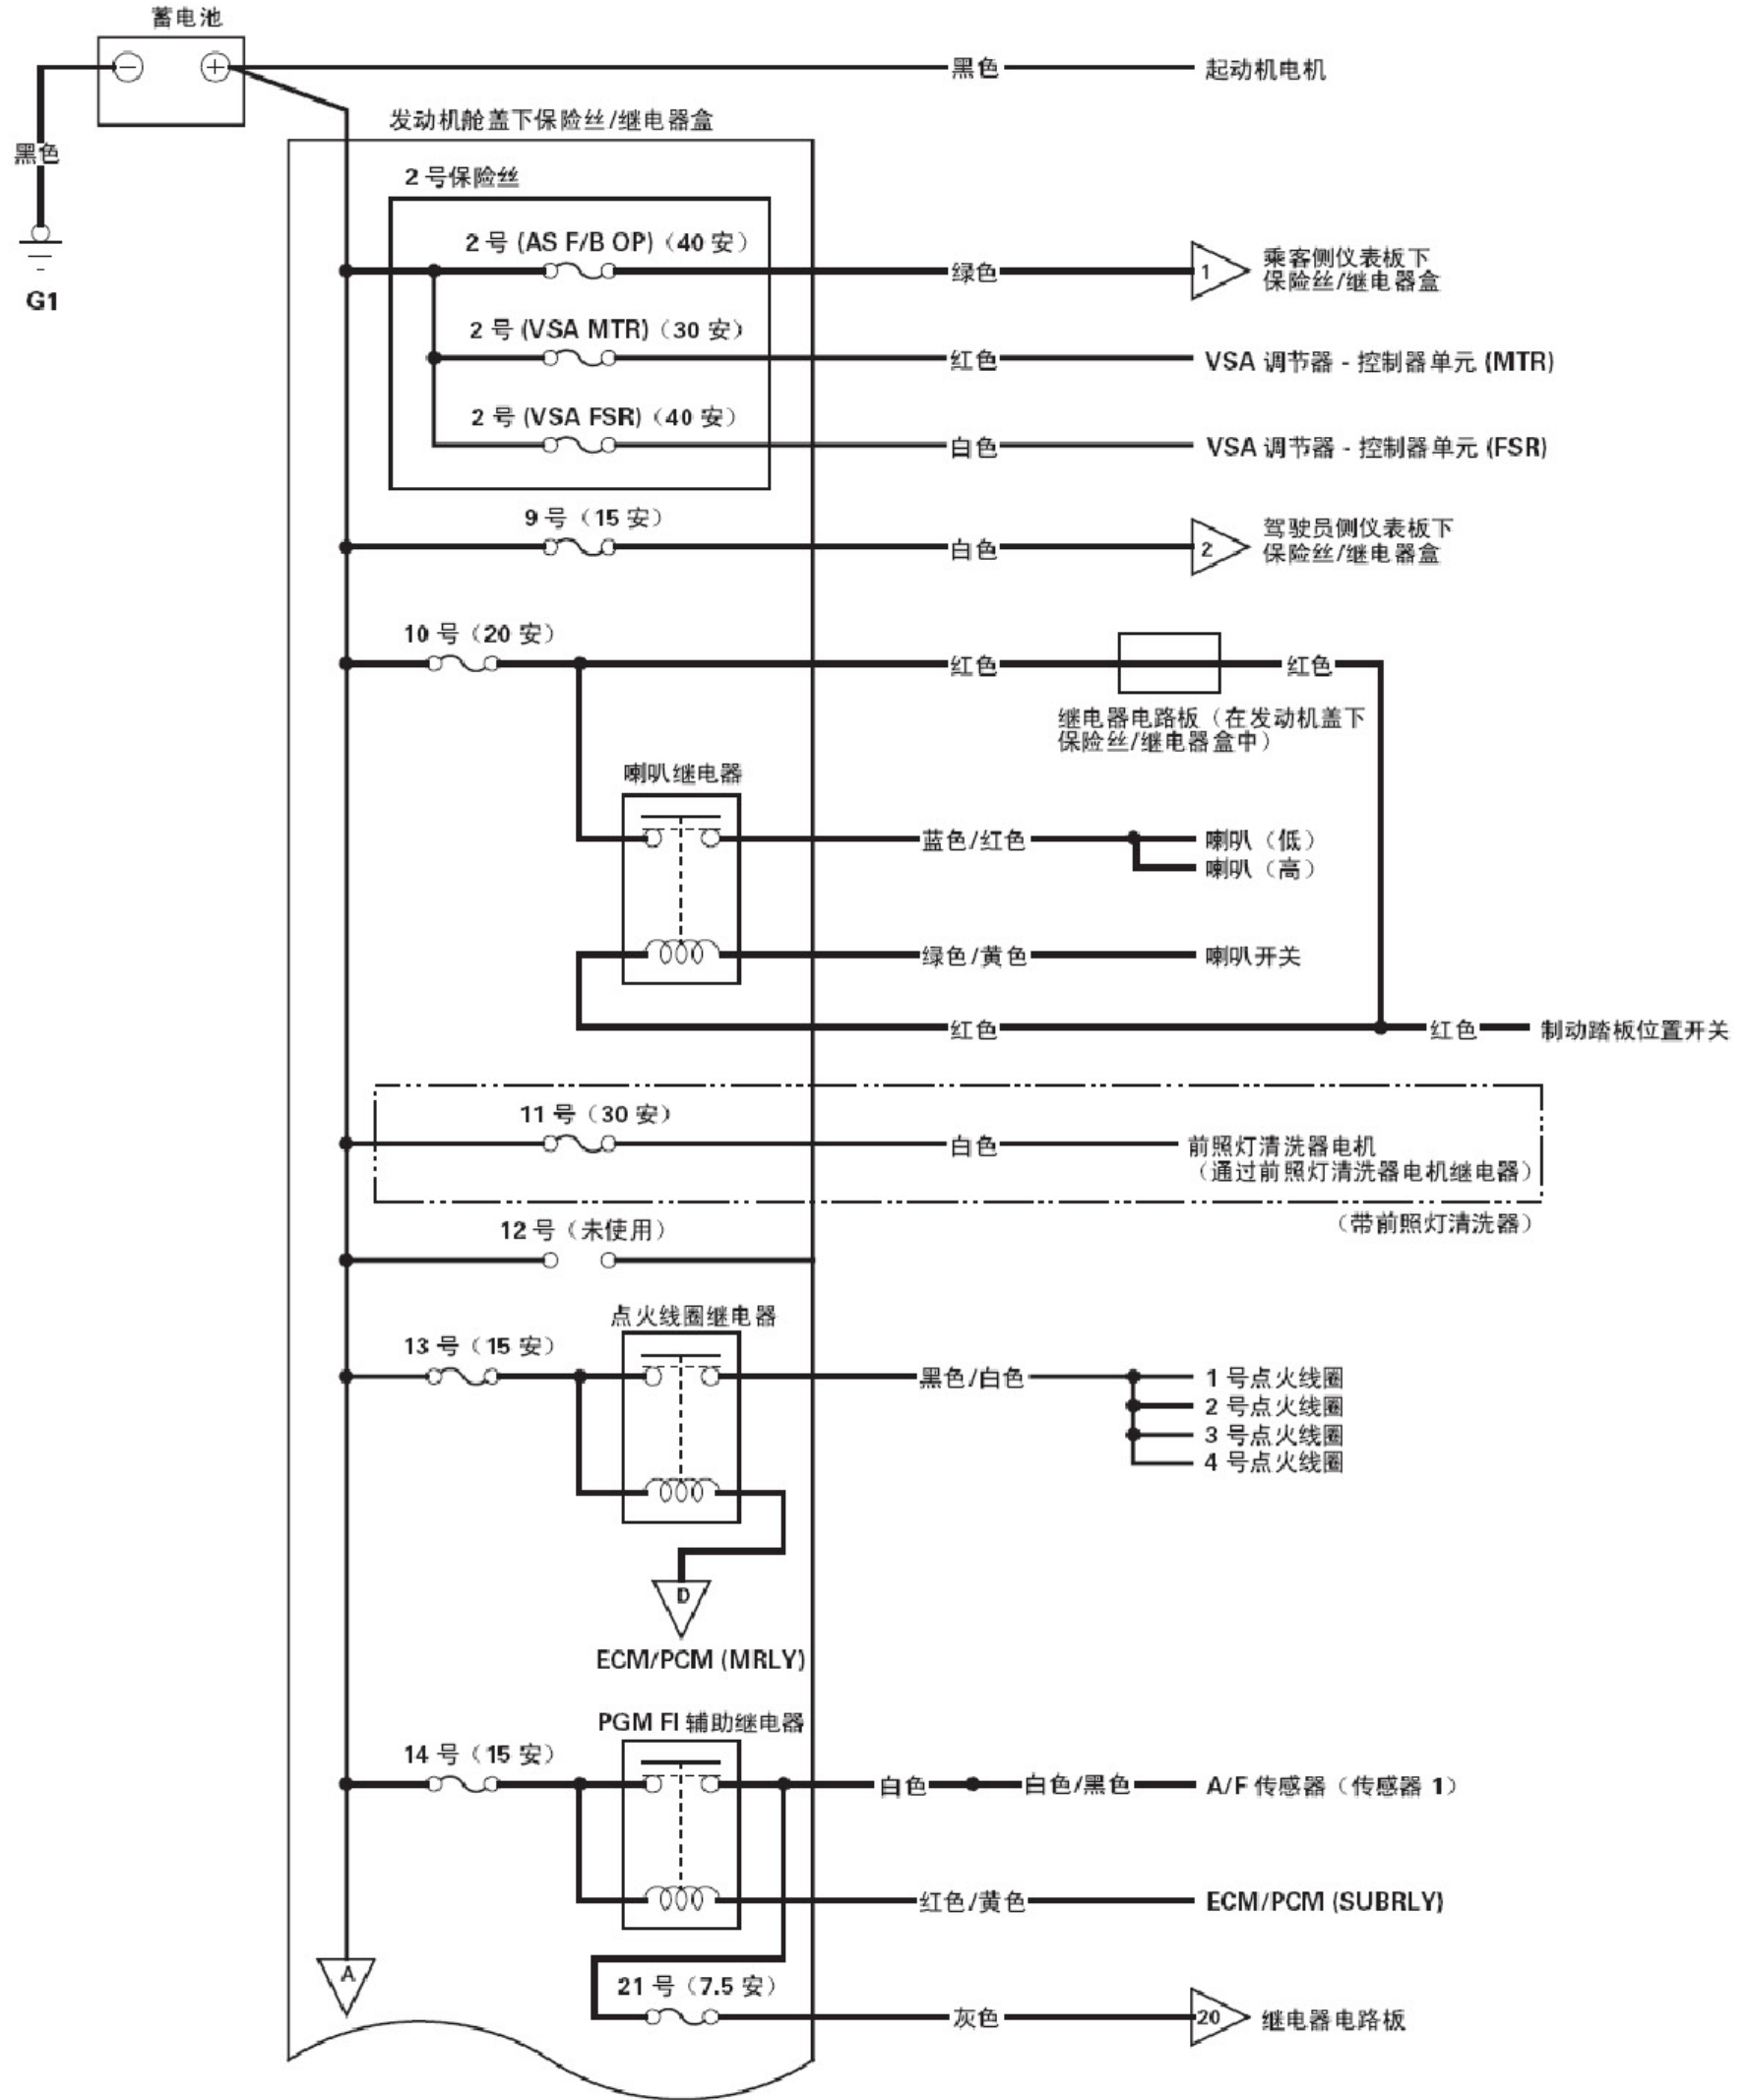 蓄电池
黑色
起动机电机
黑色
G1
发动机舱盖下保险丝/继电器盒
2 号保险丝
2 号 (AS F/B OP)（40 安）
绿色
1
乘客侧仪表板下
保险丝/继电器盒
2 号 (VSA MTR)（30 安）
红色
VSA 调节器 - 控制器单元 (MTR)
2 号 (VSA FSR)（40 安）
白色
VSA 调节器 - 控制器单元 (FSR)
9 号（15 安）
白色
2
驾驶员侧仪表板下
保险丝/继电器盒
10 号（20 安）
红色
红色
继电器电路板（在发动机盖下
保险丝/继电器盒中）
喇叭继电器
蓝色/红色
喇叭（低）
喇叭（高）
绿色/黄色
喇叭开关
红色
红色
制动踏板位置开关
11 号（30 安）
白色
前照灯清洗器电机
（通过前照灯清洗器电机继电器）
（带前照灯清洗器）
12 号（未使用）
点火线圈继电器
13 号（15 安）
黑色/白色
1 号点火线圈
2 号点火线圈
3 号点火线圈
4 号点火线圈
D
ECM/PCM (MRLY)
PGM FI 辅助继电器
14 号（15 安）
白色
白色/黑色
A/F 传感器（传感器 1）
红色/黄色
ECM/PCM (SUBRLY)
A
21 号（7.5 安）
灰色
20
继电器电路板